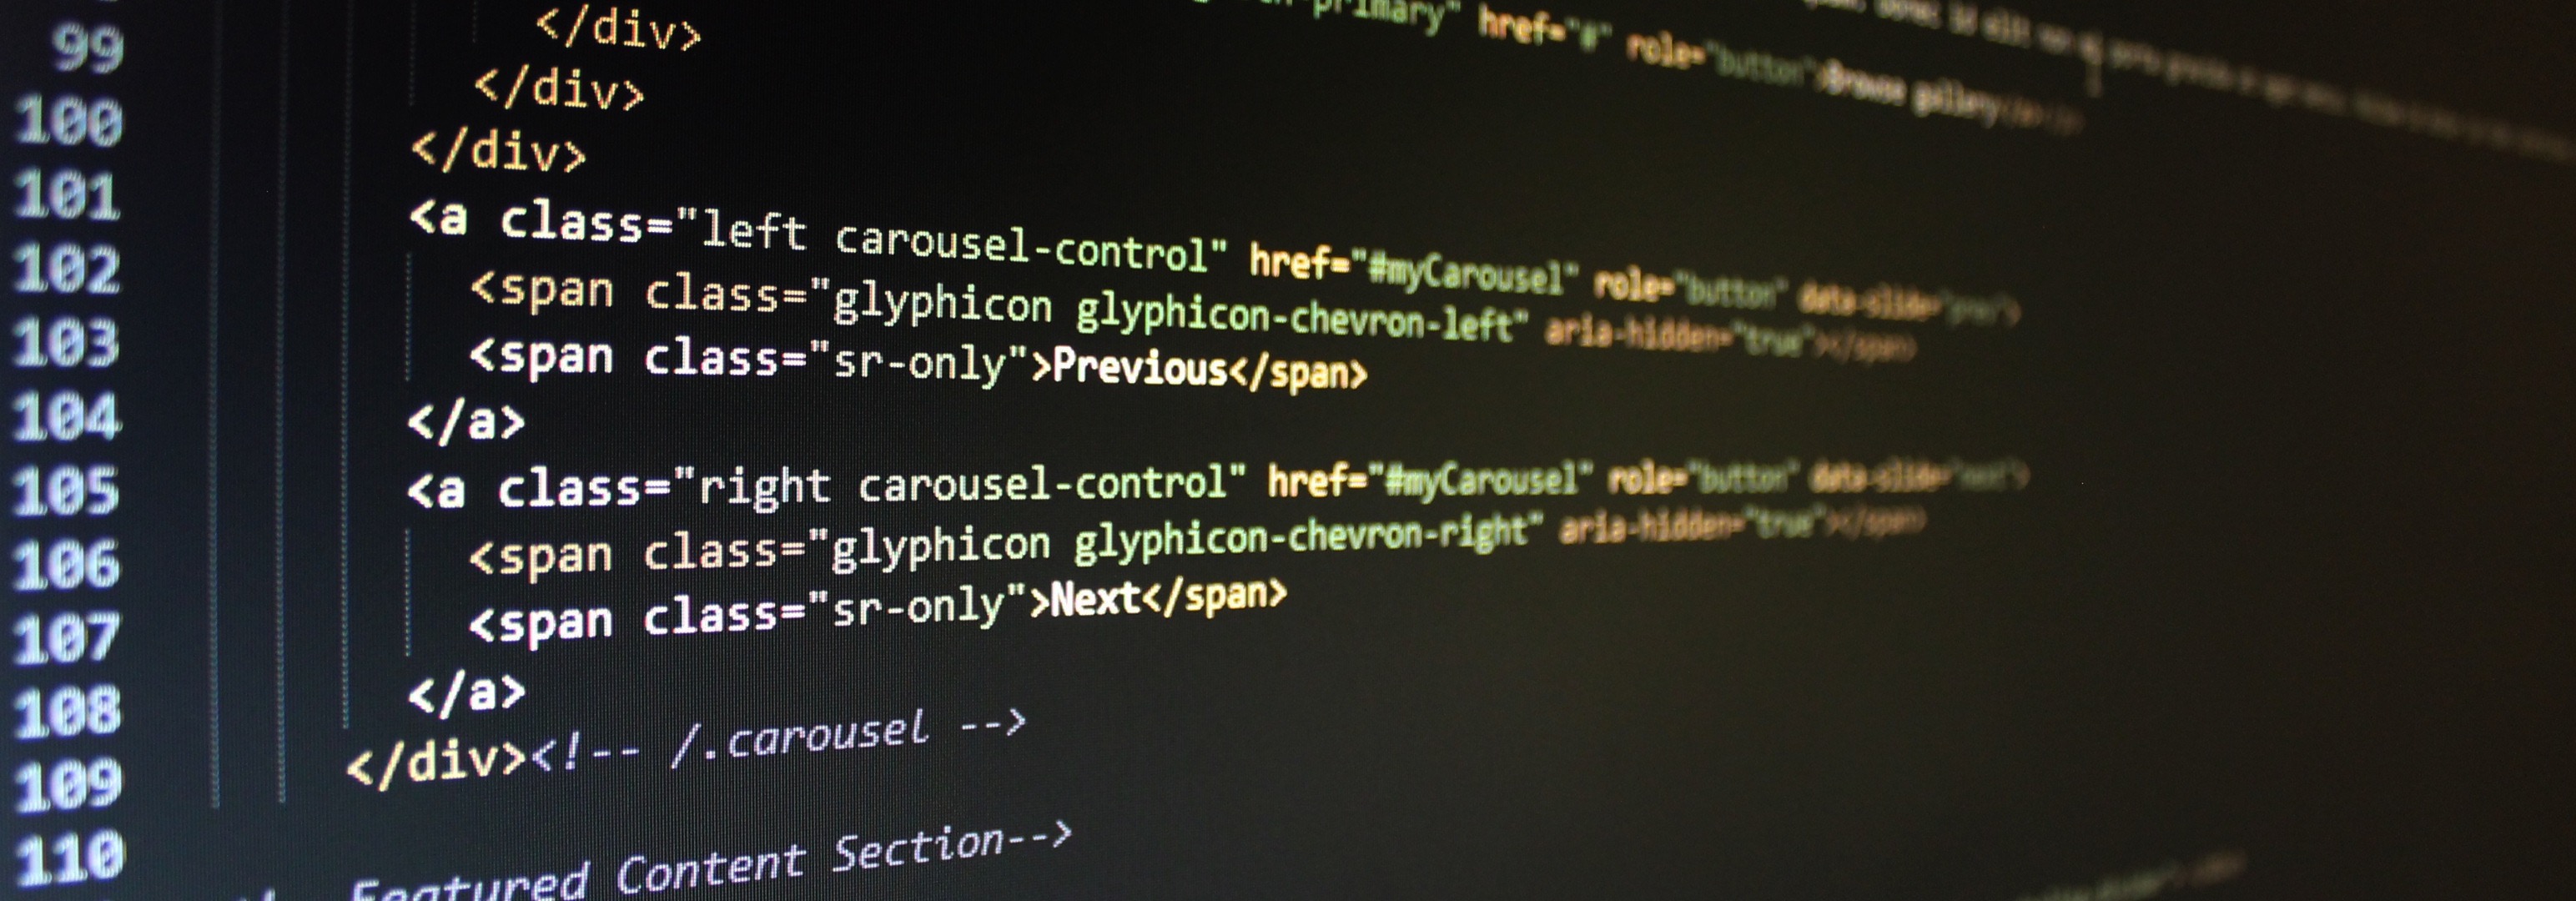 -primary" href="#" role="button">Browse gallery
</div>
99 </div>
100 </div>
101 <a class="left carousel-control" href="#myCarousel" role="button" data-slide="prev">
102 <span class="glyphicon glyphicon-chevron-left" aria-hidden="true"></span>
103 <span class="sr-only">Previous</span>
104 </a>
105 <a class="right carousel-control" href="#myCarousel" role="button" data-slide="next">
106 <span class="glyphicon glyphicon-chevron-right" aria-hidden="true"></span>
107 <span class="sr-only">Next</span>
108 </a>
109 </div><!-- /.carousel -->
110
Featured Content Section-->